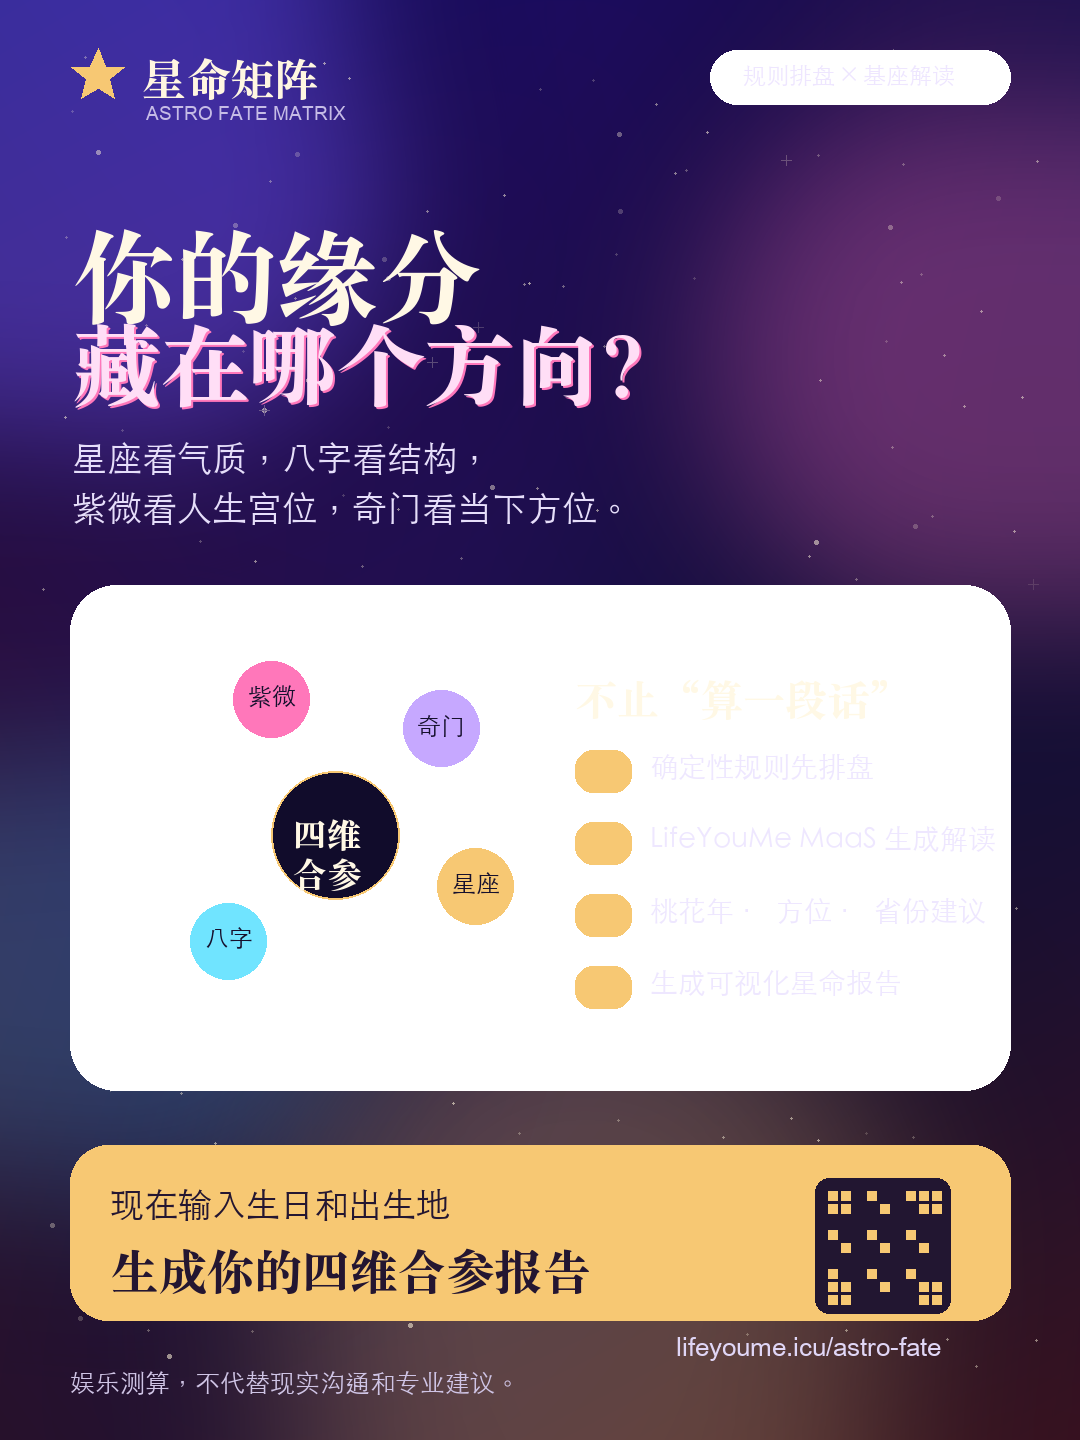 星命矩阵
ASTRO FATE MATRIX
规则排盘 × 基座解读
你的缘分
藏在哪个方向？
星座看气质，八字看结构，
紫微看人生宫位，奇门看当下方位。
紫微
奇门
四维
合参
星座
八字
不止“算一段话”
确定性规则先排盘
LifeYouMe MaaS 生成解读
桃花年 · 方位 · 省份建议
生成可视化星命报告
现在输入生日和出生地
生成你的四维合参报告
lifeyoume.icu/astro-fate
娱乐测算，不代替现实沟通和专业建议。